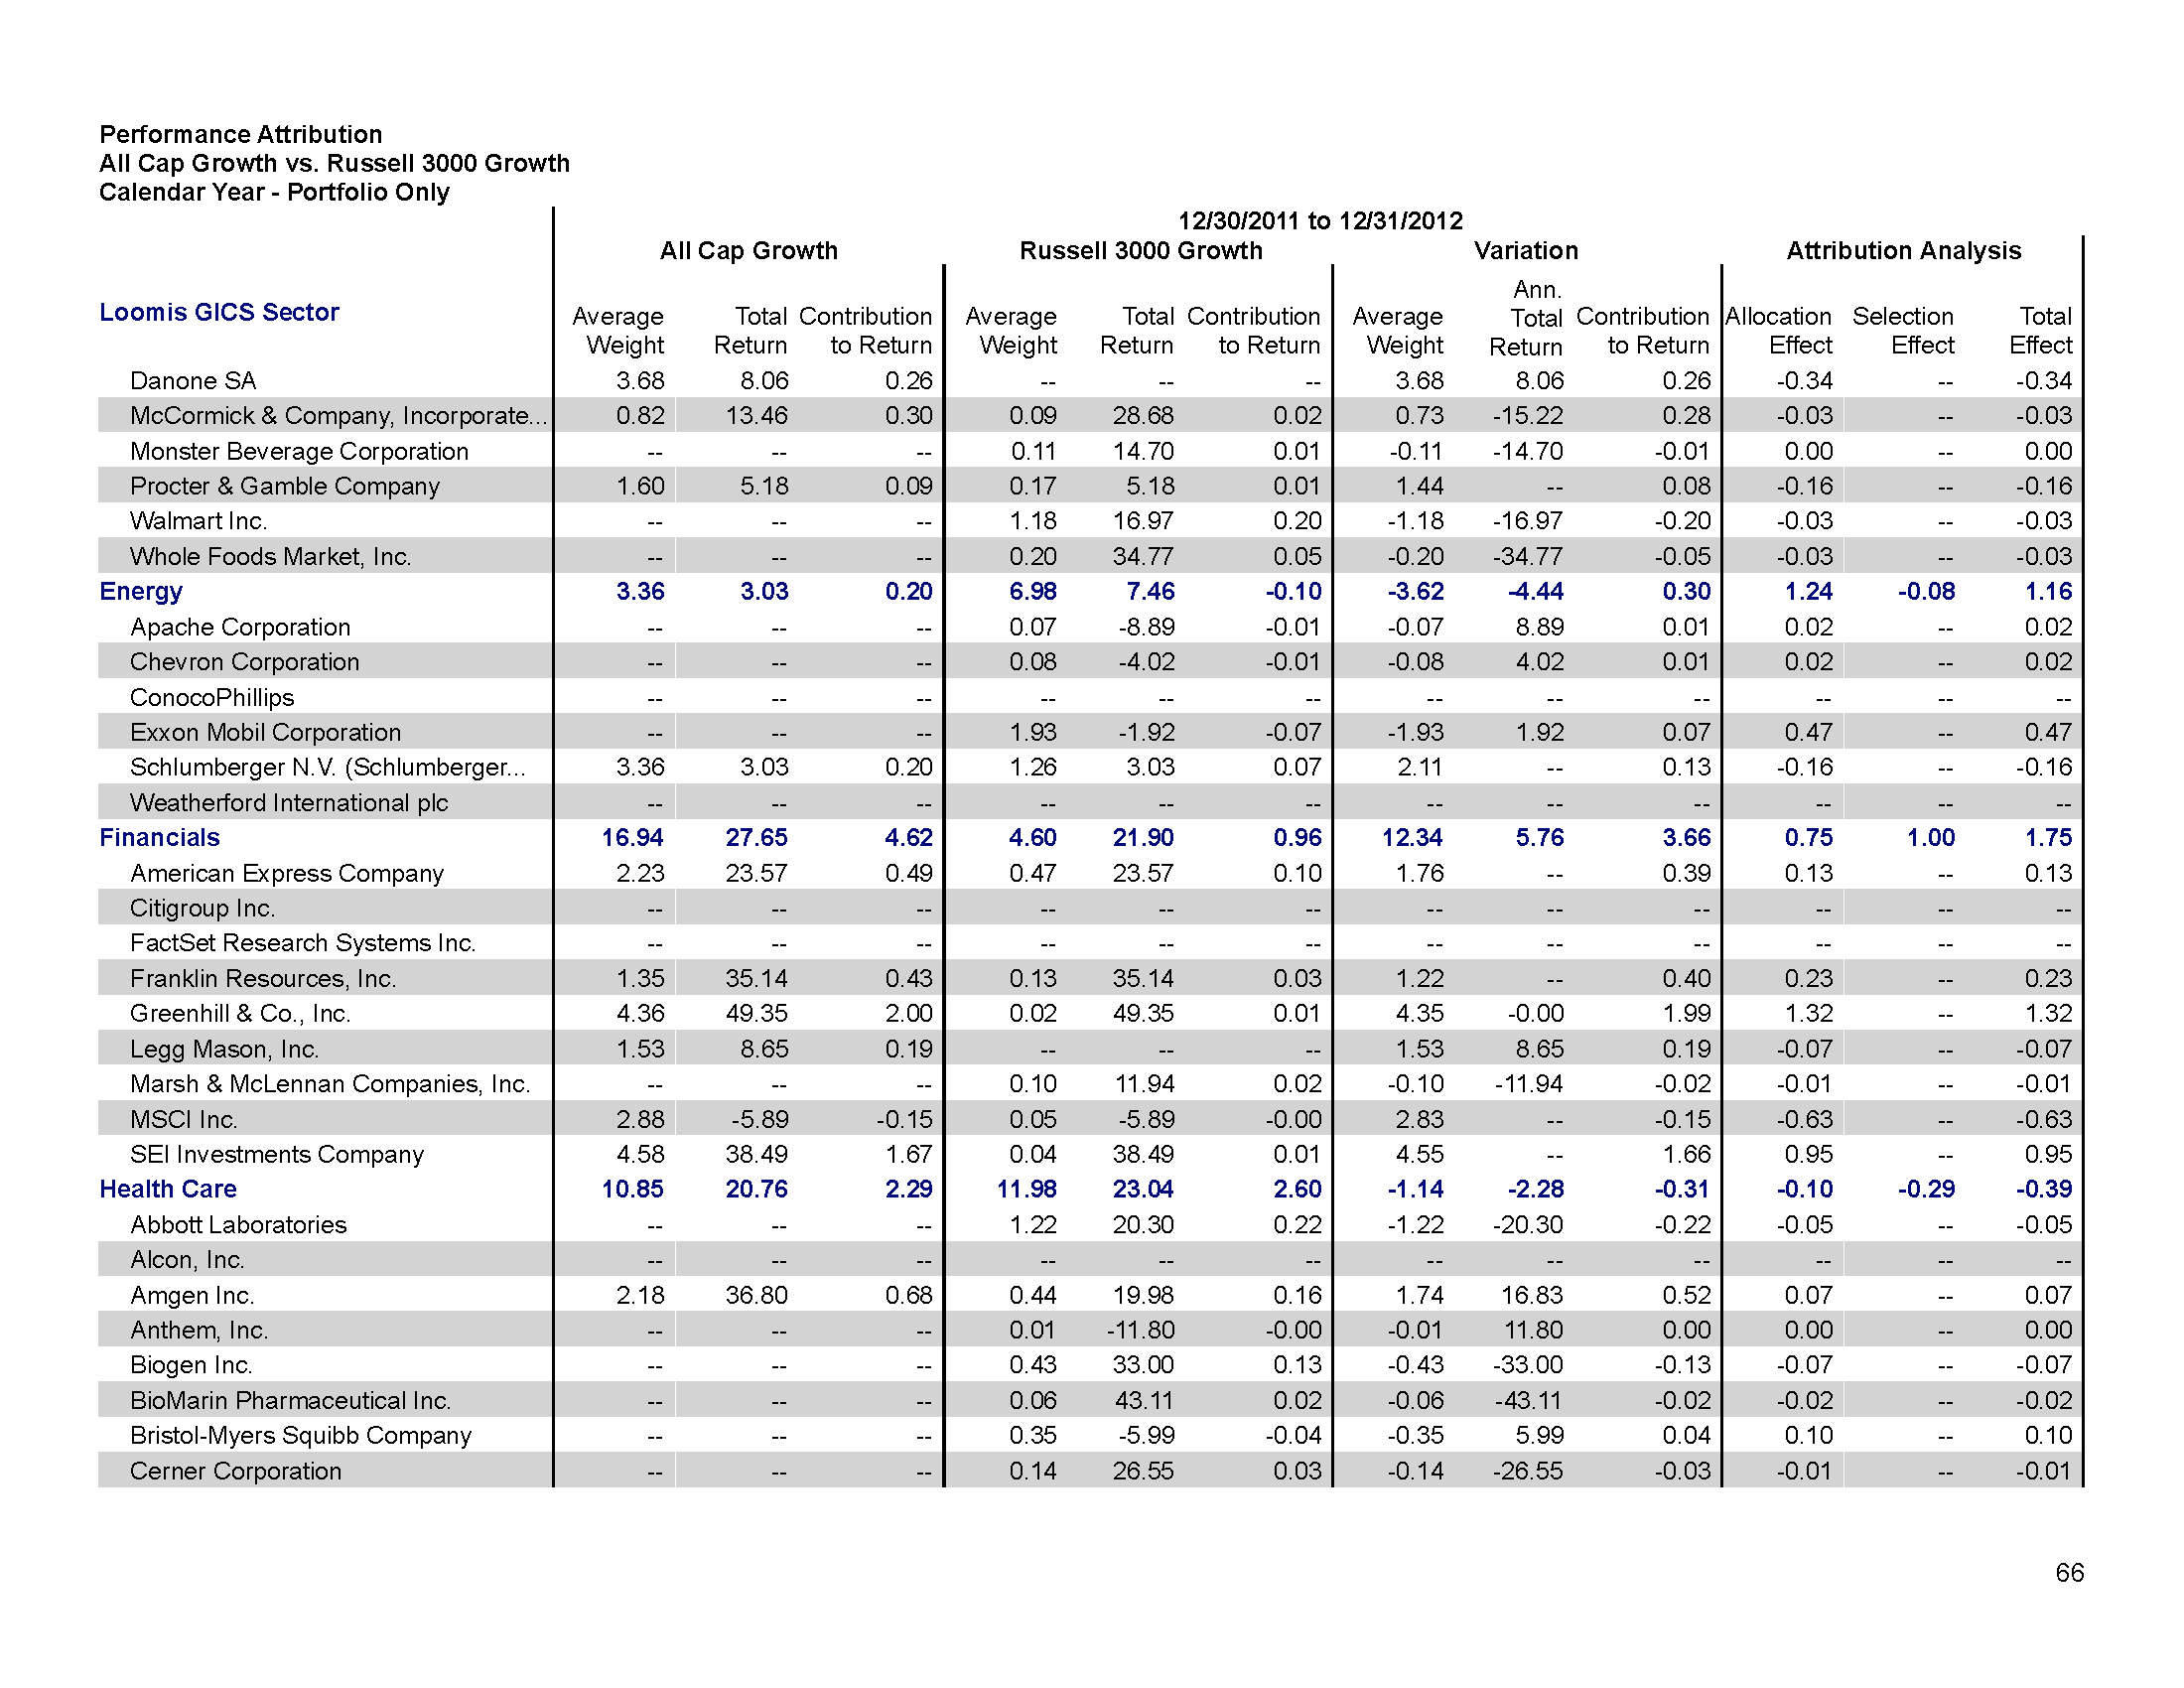 Performance Attribution
All Cap Growth vs. Russell 3000 Growth
Calendar Year - Portfolio Only
12/30/2011 to 12/31/2012
All Cap Growth Russell 3000 Growth Variation Attribution Analysis
Loomis GICS Sector Average Weight Total Return Contribution to Return Average Weight Total Return Contribution to Return Average Weight Ann. Total Return Contribution to Return Allocation Effect Selection Effect Total Effect
Danone SA 3.68 8.06 0.26 -- -- -- 3.68 8.06 0.26 -0.34 -- -0.34
McCormick & Company, Incorporate... 0.82 13.46 0.30 0.09 28.68 0.02 0.73 -15.22 0.28 -0.03 -- -0.03
Monster Beverage Corporation -- -- -- 0.11 14.70 0.01 -0.11 -14.70 -0.01 0.00 -- 0.00
Procter & Gamble Company 1.60 5.18 0.09 0.17 5.18 0.01 1.44 -- 0.08 -0.16 -- -0.16
Walmart Inc. -- -- -- 1.18 16.97 0.20 -1.18 -16.97 -0.20 -0.03 -- -0.03
Whole Foods Market, Inc. -- -- -- 0.20 34.77 0.05 -0.20 -34.77 -0.05 -0.03 -- -0.03
Energy 3.36 3.03 0.20 6.98 7.46 -0.10 -3.62 -4.44 0.30 1.24 -0.08 1.16
Apache Corporation -- -- -- 0.07 -8.89 -0.01 -0.07 8.89 0.01 0.02 -- 0.02
Chevron Corporation -- -- -- 0.08 -4.02 -0.01 -0.08 4.02 0.01 0.02 -- 0.02
ConocoPhillips -- -- -- -- -- -- -- -- -- -- -- --
Exxon Mobil Corporation -- -- -- 1.93 -1.92 -0.07 -1.93 1.92 0.07 0.47 -- 0.47
Schlumberger N.V. (Schlumberger... 3.36 3.03 0.20 1.26 3.03 0.07 2.11 -- 0.13 -0.16 -- -0.16
Weatherford International plc -- -- -- -- -- -- -- -- -- -- -- --
Financials 16.94 27.65 4.62 4.60 21.90 0.96 12.34 5.76 3.66 0.75 1.00 1.75
American Express Company 2.23 23.57 0.49 0.47 23.57 0.10 1.76 -- 0.39 0.13 -- 0.13
Citigroup Inc. -- -- -- -- -- -- -- -- -- -- -- --
FactSet Research Systems Inc. -- -- -- -- -- -- -- -- -- -- -- --
Franklin Resources, Inc. 1.35 35.14 0.43 0.13 35.14 0.03 1.22 -- 0.40 0.23 -- 0.23
Greenhill & Co., Inc. 4.36 49.35 2.00 0.02 49.35 0.01 4.35 -0.00 1.99 1.32 -- 1.32
Legg Mason, Inc. 1.53 8.65 0.19 -- -- -- 1.53 8.65 0.19 -0.07 -- -0.07
Marsh & McLennan Companies, Inc. -- -- -- 0.10 11.94 0.02 -0.10 -11.94 -0.02 -0.01 -- -0.01
MSCI Inc. 2.88 -5.89 -0.15 0.05 -5.89 -0.00 2.83 -- -0.15 -0.63 -- -0.63
SEI Investments Company 4.58 38.49 1.67 0.04 38.49 0.01 4.55 -- 1.66 0.95 -- 0.95
Health Care 10.85 20.76 2.29 11.98 23.04 2.60 -1.14 -2.28 -0.31 -0.10 -0.29 -0.39
Abbott Laboratories -- -- -- 1.22 20.30 0.22 -1.22 -20.30 -0.22 -0.05 -- -0.05
Alcon, Inc. -- -- -- -- -- -- -- -- -- -- -- --
Amgen Inc. 2.18 36.80 0.68 0.44 19.98 0.16 1.74 16.83 0.52 0.07 -- 0.07
Anthem, Inc. -- -- -- 0.01 -11.80 -0.00 -0.01 11.80 0.00 0.00 -- 0.00
Biogen Inc. -- -- -- 0.43 33.00 0.13 -0.43 -33.00 -0.13 -0.07 -- -0.07
BioMarin Pharmaceutical Inc. -- -- -- 0.06 43.11 0.02 -0.06 -43.11 -0.02 -0.02 -- -0.02
Bristol-Myers Squibb Company -- -- -- 0.35 -5.99 -0.04 -0.35 5.99 0.04 0.10 -- 0.10
Cerner Corporation -- -- -- 0.14 26.55 0.03 -0.14 -26.55 -0.03 -0.01 -- -0.01
66